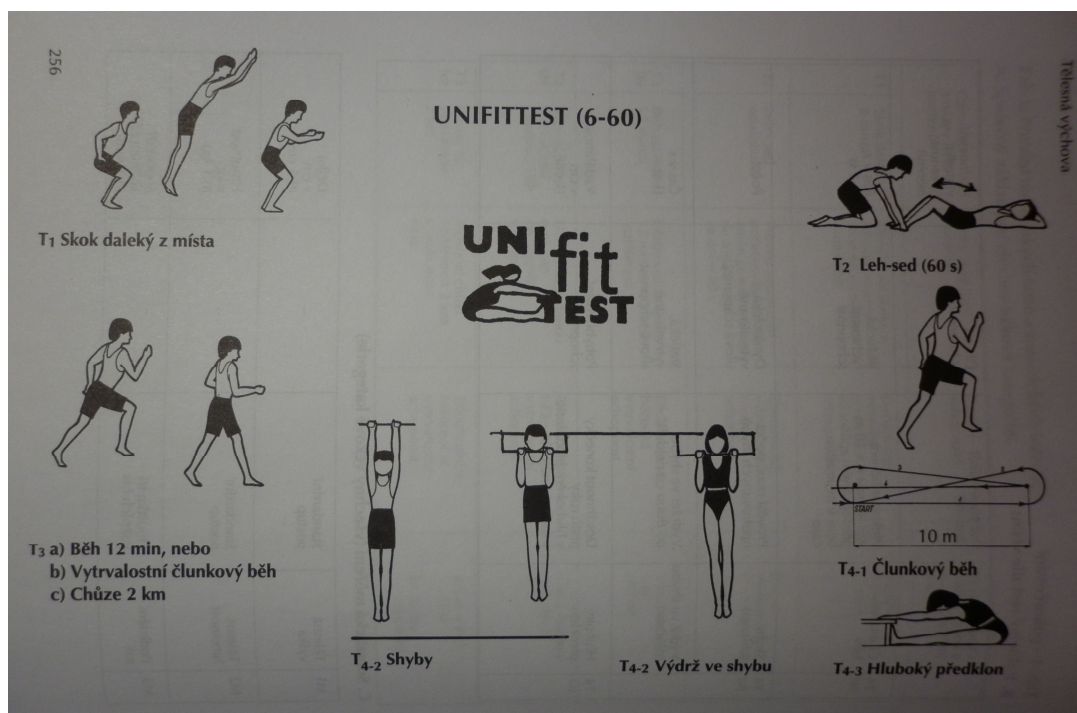 256
Tělesná výchova
UNIFITTEST (6-60)
T1 Skok daleký z místa
UNI fit TEST
T2 Leh-sed (60 s)
T3 a) Běh 12 min, nebo
b) Vytrvalostní člunkový běh
c) Chůze 2 km
START
10 m
T4-1 Člunkový běh
T4-2 Shyby
T4-2 Výdrž ve shybu
T4-3 Hluboký předklon